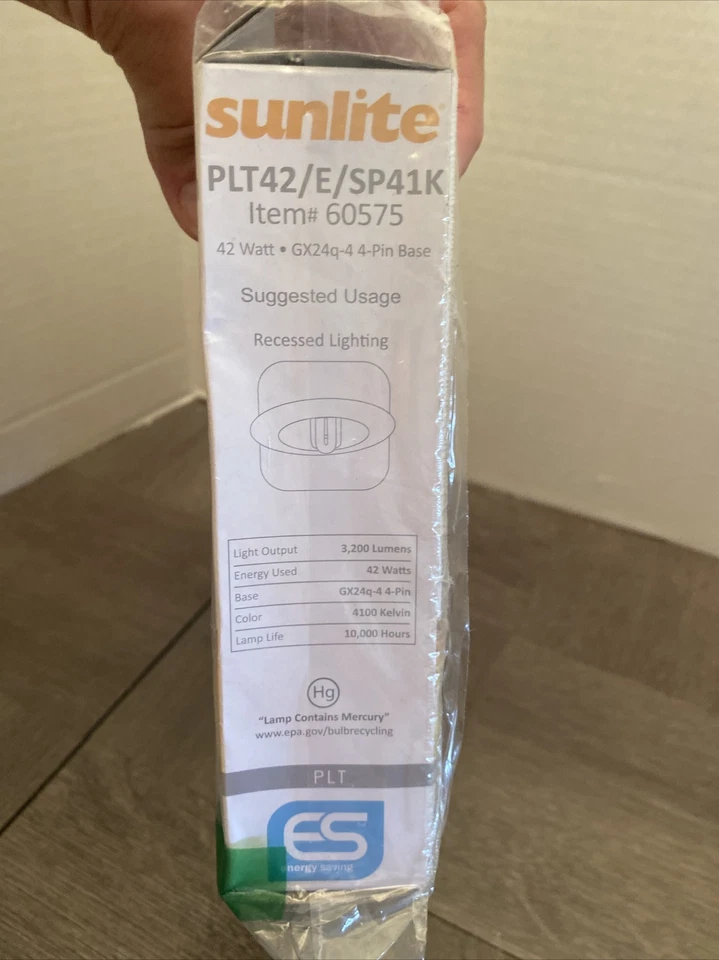 sunlite
PLT42/E/SP41K
Item# 60575
42 Watt • GX24q-4 4-Pin Base
Suggested Usage
Recessed Lighting
Light Output 3,200 Lumens
Energy Used 42 Watts
Base GX24q-4 4-Pin
Color 4100 Kelvin
Lamp Life 10,000 Hours
Hg
“Lamp Contains Mercury”
www.epa.gov/bulbrecycling
PLT
ES
energy saving